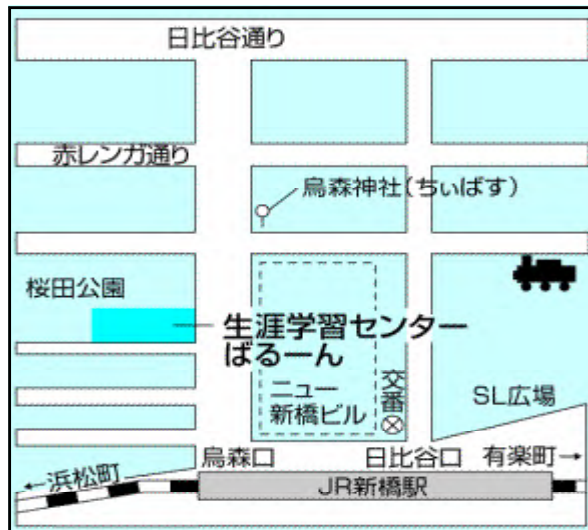 日比谷通り
赤レンガ通り
烏森神社(ちぃばす)
桜田公園
生涯学習センター
ばるーん
ニュー
新橋ビル
交番
SL広場
烏森口
日比谷口
有楽町→
←浜松町
JR新橋駅